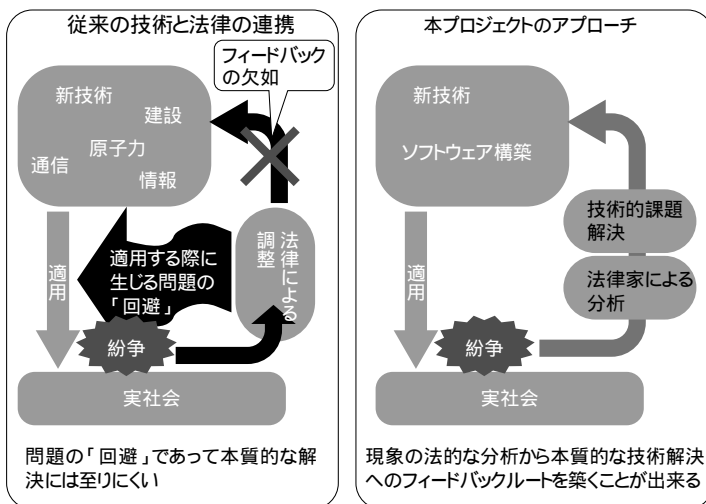 従来の技術と法律の連携
フィードバック
の欠如
新技術
建設
原子力
通信
情報
適用
適用する際に
生じる問題の
「回避」
法律による
調整
紛争
実社会
問題の「回避」であって本質的な解
決には至りにくい
本プロジェクトのアプローチ
新技術
ソフトウェア構築
適用
技術的課題
解決
法律家による
分析
紛争
実社会
現象の法的な分析から本質的な技術解決
へのフィードバックルートを築くことが出来る